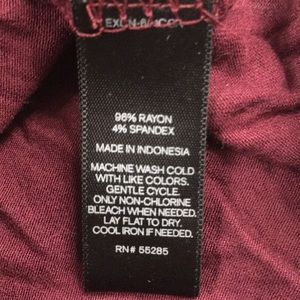 96% RAYON
4% SPANDEX
MADE IN INDONESIA
MACHINE WASH COLD
WITH LIKE COLORS.
GENTLE CYCLE.
ONLY NON-CHLORINE
BLEACH WHEN NEEDED.
LAY FLAT TO DRY.
COOL IRON IF NEEDED.
RN# 55285